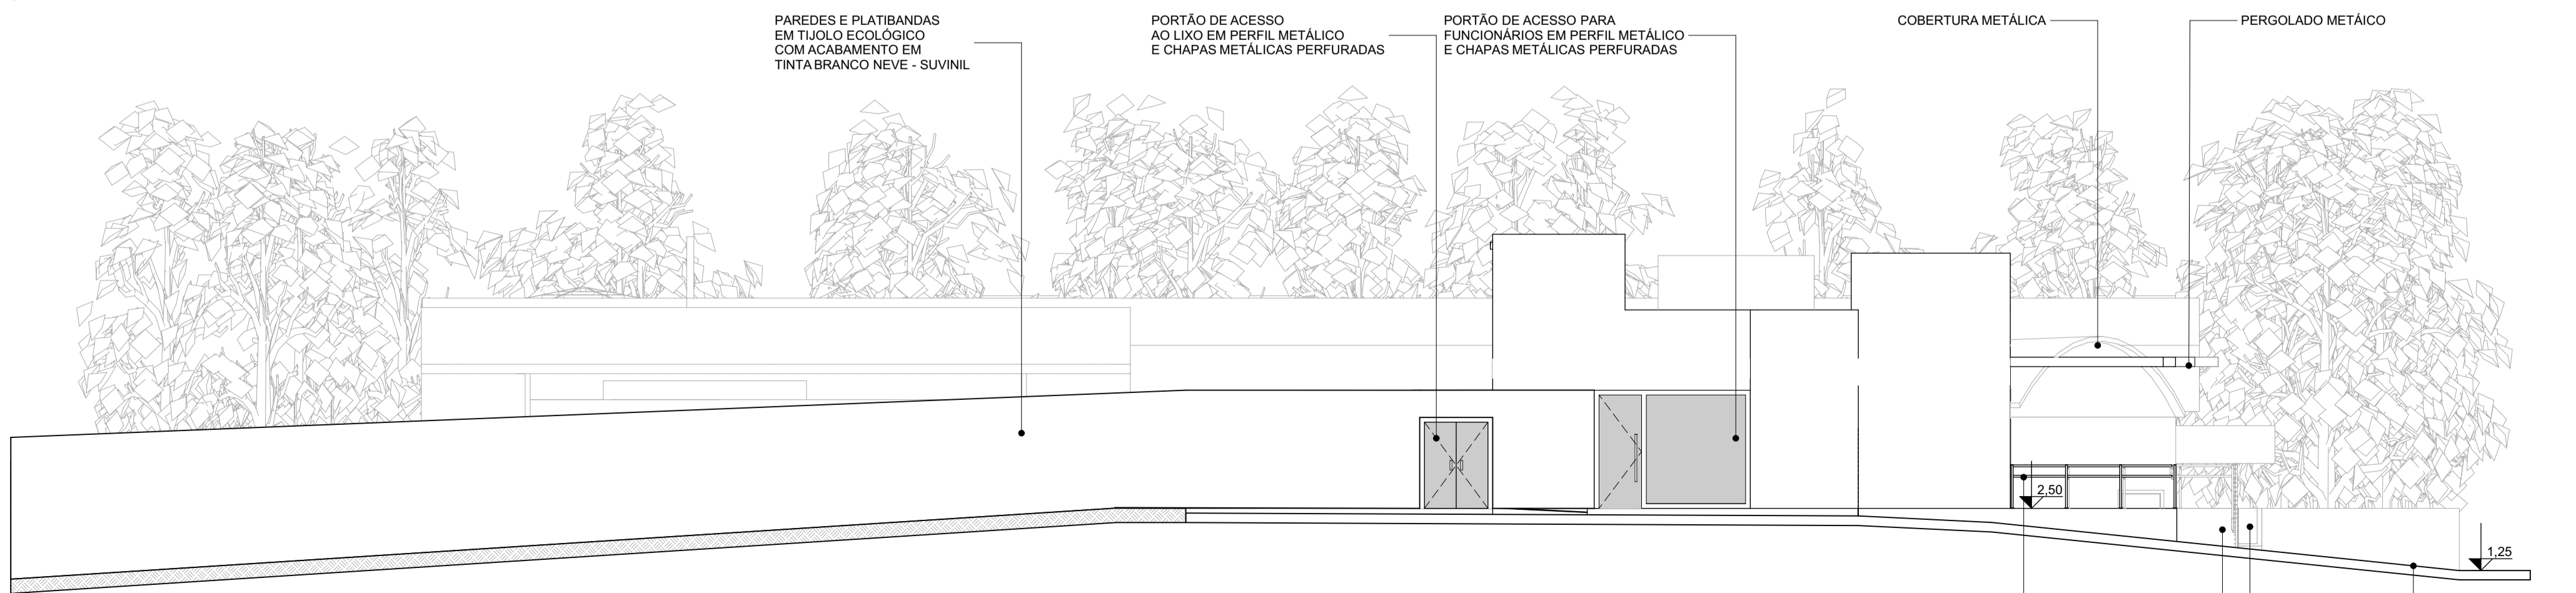 PAREDES E PLATIBANDAS
EM TIJOLO ECOLÓGICO
COM ACABAMENTO EM
TINTA BRANCO NEVE - SUVINIL
PORTÃO DE ACESSO
AO LIXO EM PERFIL METÁLICO
E CHAPAS METÁLICAS PERFURADAS
PORTÃO DE ACESSO PARA
FUNCIONÁRIOS EM PERFIL METÁLICO
E CHAPAS METÁLICAS PERFURADAS
COBERTURA METÁLICA
PERGOLADO METÁICO
2,50
1,25